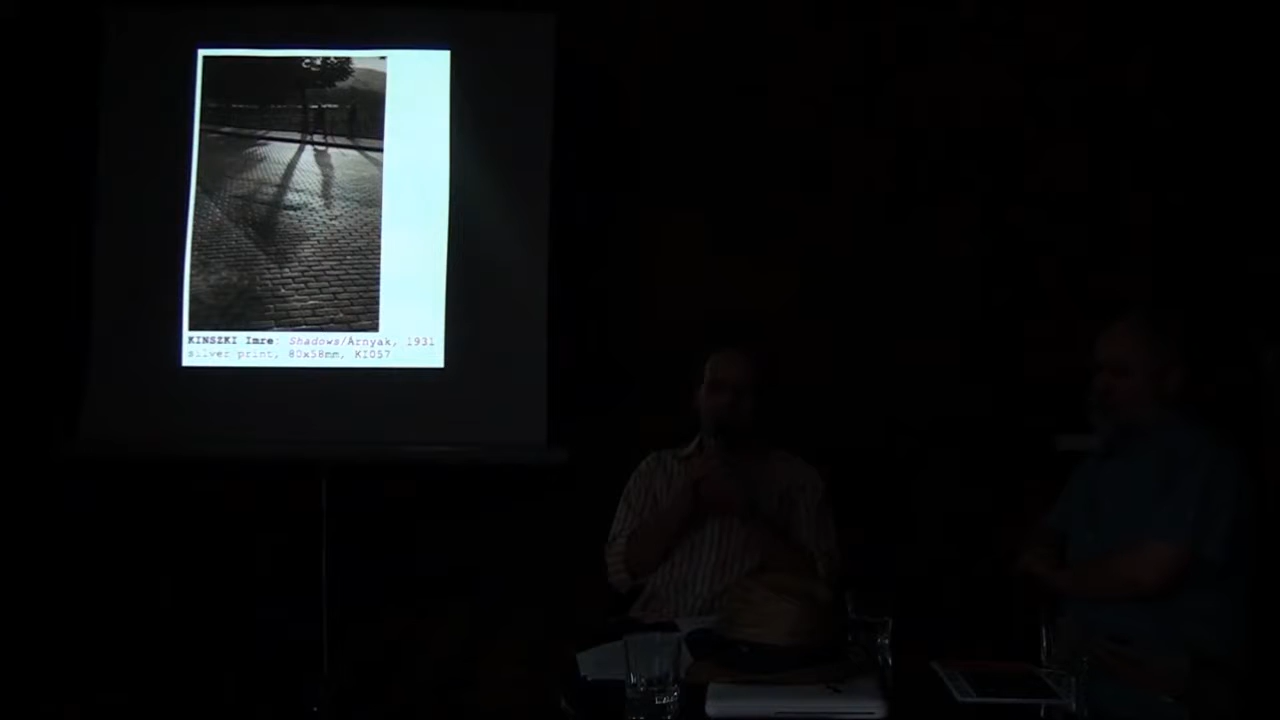 KINSZKI Imre: Shadows/Árnyak, 1931
silver print, 80x58mm, KI057